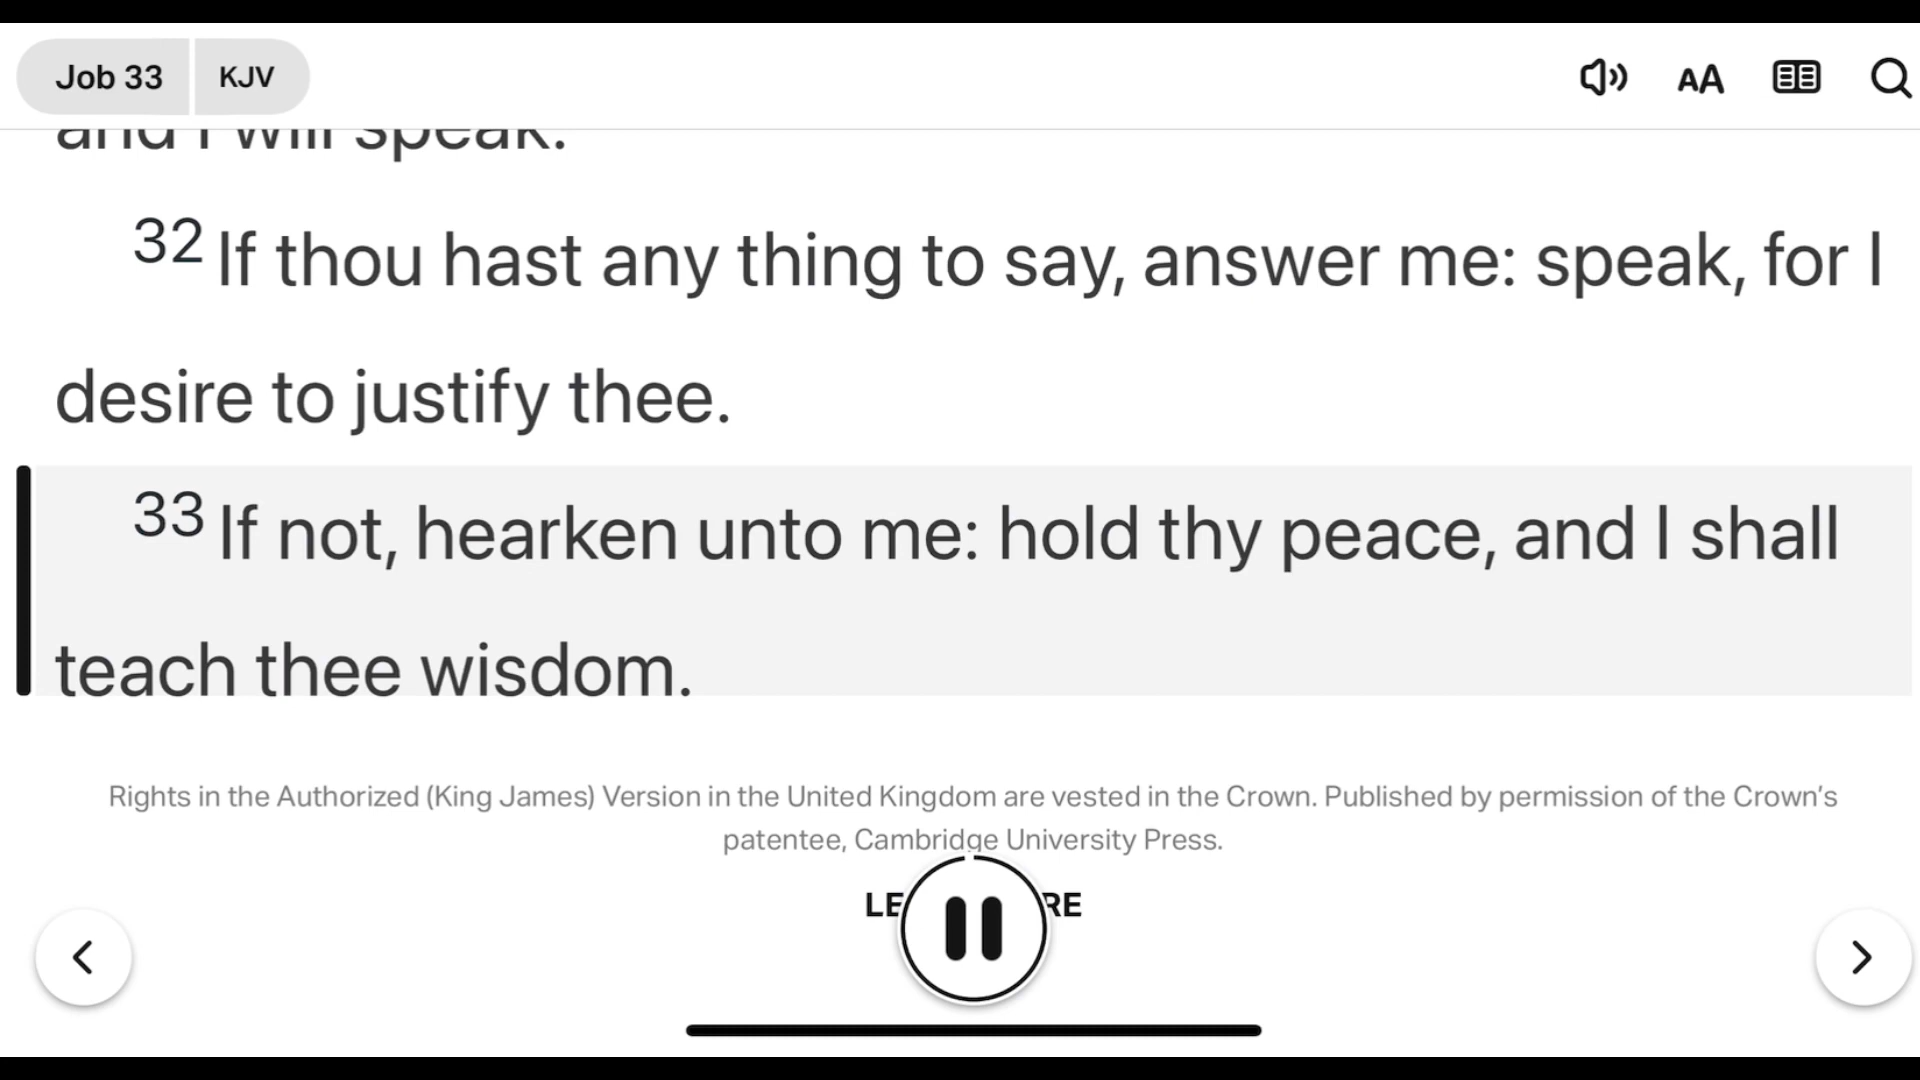 Job 33 KJV AA
and I will speak.
32 If thou hast any thing to say, answer me: speak, for I
desire to justify thee.
33 If not, hearken unto me: hold thy peace, and I shall
teach thee wisdom.
Rights in the Authorized (King James) Version in the United Kingdom are vested in the Crown. Published by permission of the Crown’s
patentee, Cambridge University Press.